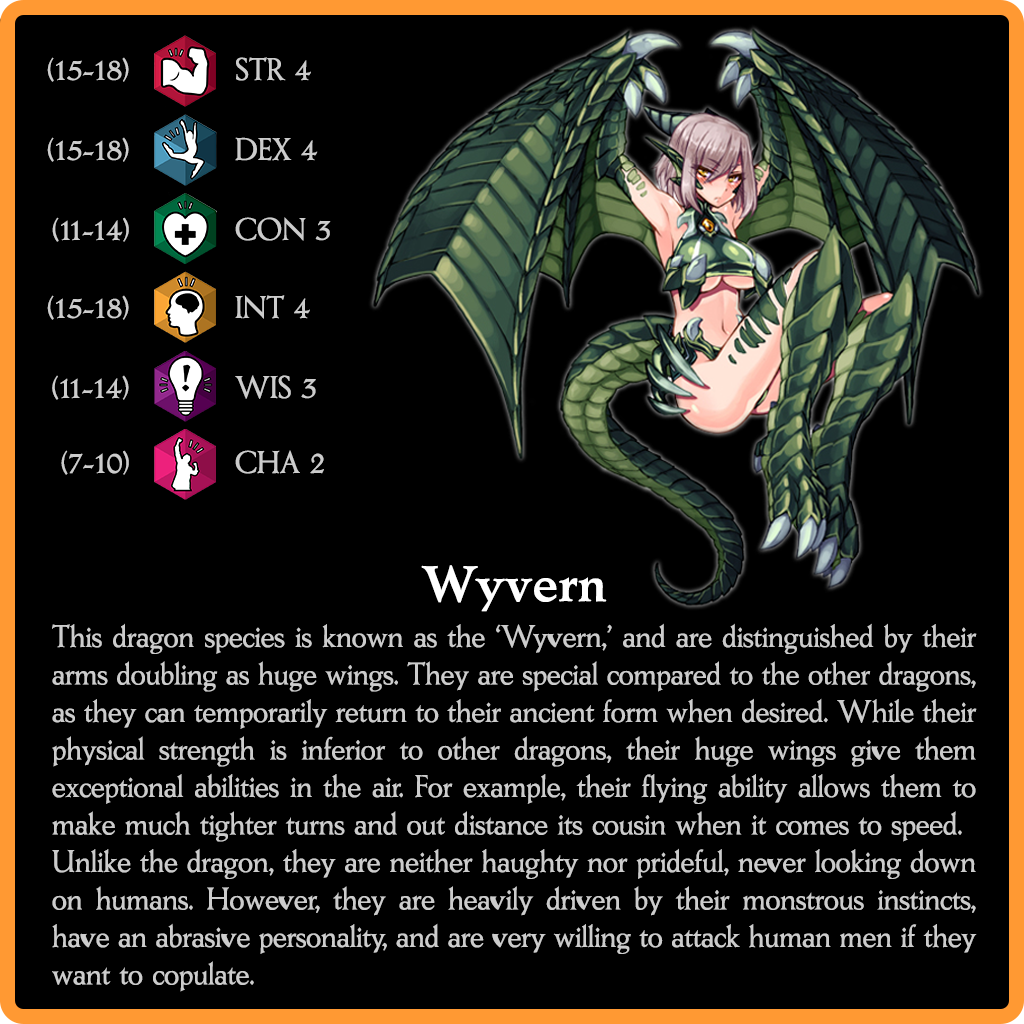 (15-18) STR 4
(15-18) DEX 4
(11-14) CON 3
(15-18) INT 4
(11-14) WIS 3
(7-10) CHA 2
Wyvern
This dragon species is known as the ‘Wyvern,’ and are distinguished by their
arms doubling as huge wings. They are special compared to the other dragons,
as they can temporarily return to their ancient form when desired. While their
physical strength is inferior to other dragons, their huge wings give them
exceptional abilities in the air. For example, their flying ability allows them to
make much tighter turns and out distance its cousin when it comes to speed.
Unlike the dragon, they are neither haughty nor prideful, never looking down
on humans. However, they are heavily driven by their monstrous instincts,
have an abrasive personality, and are very willing to attack human men if they
want to copulate.